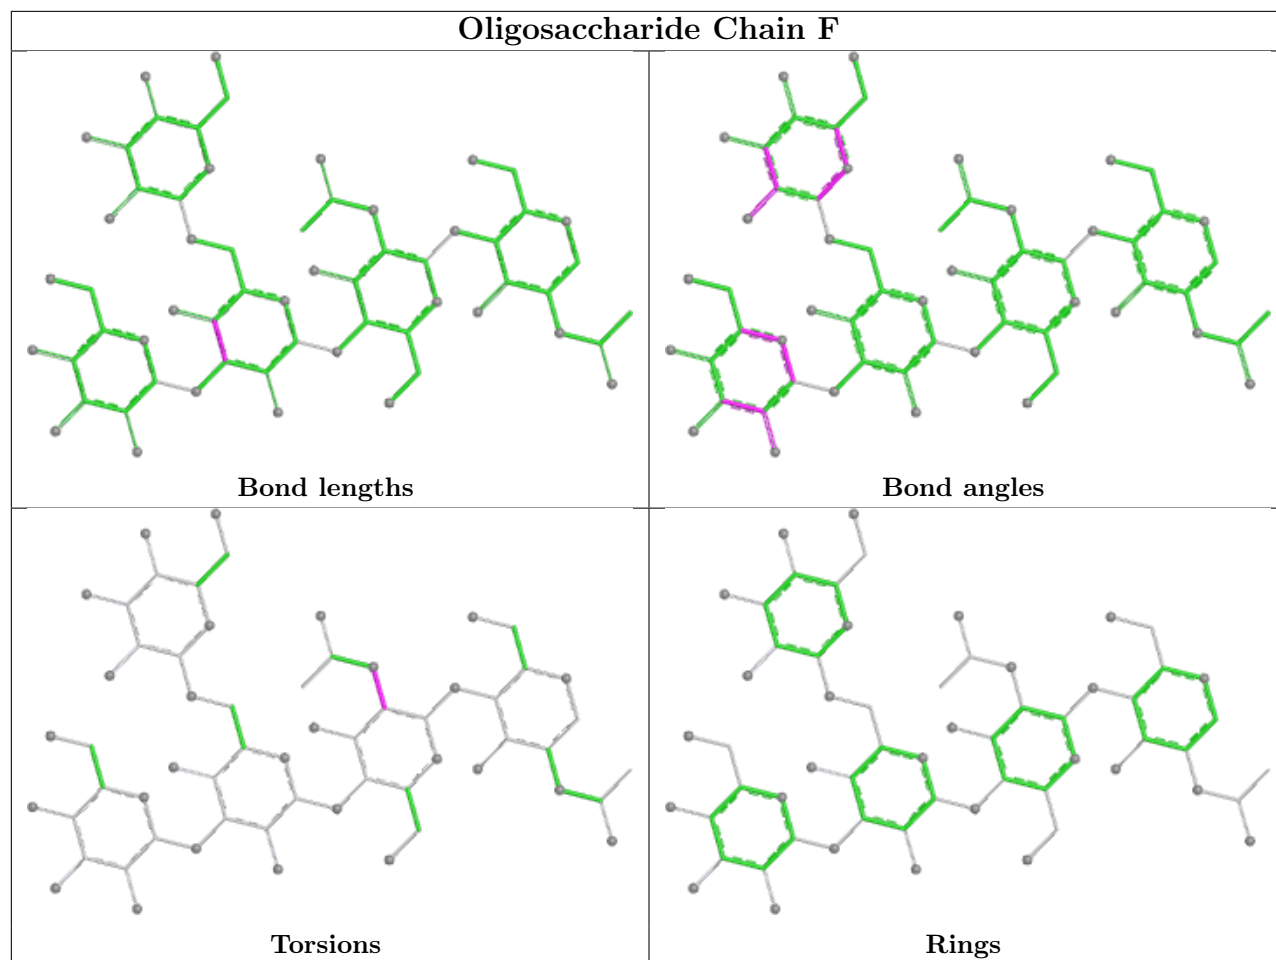 Oligosaccharide Chain F
Bond lengths
Bond angles
Torsions
Rings